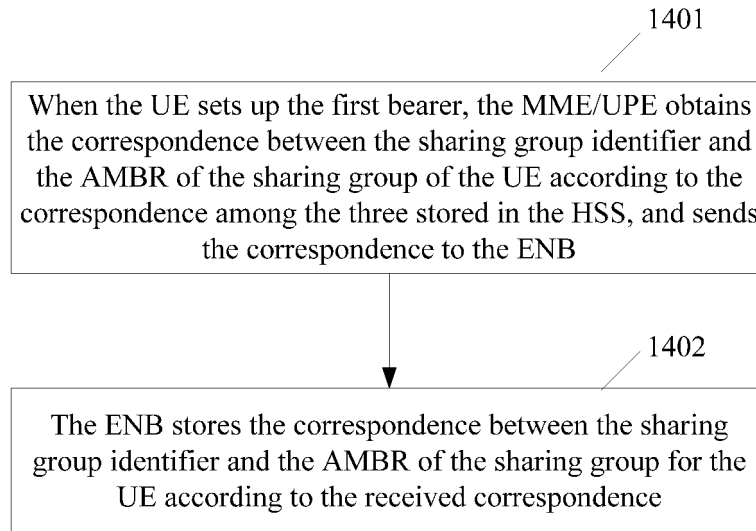 1401
When the UE sets up the first bearer, the MME/UPE obtains
the correspondence between the sharing group identifier and
the AMBR of the sharing group of the UE according to the
correspondence among the three stored in the HSS, and sends
the correspondence to the ENB
1402
The ENB stores the correspondence between the sharing
group identifier and the AMBR of the sharing group for the
UE according to the received correspondence